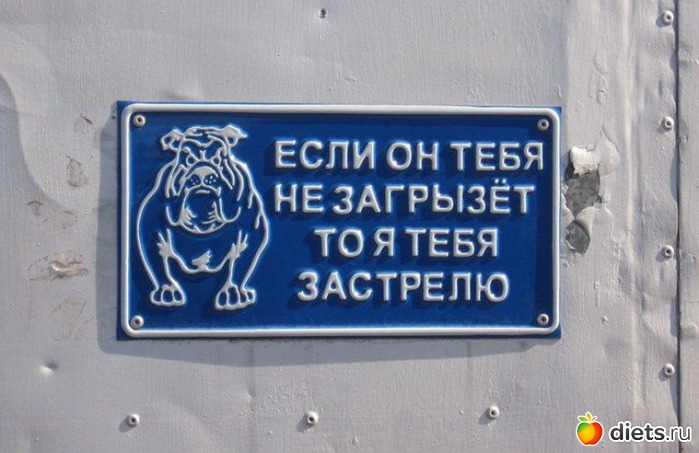 ЕСЛИ ОН ТЕБЯ
НЕ ЗАГРЫЗЁТ
ТО Я ТЕБЯ
ЗАСТРЕЛЮ
diets.ru